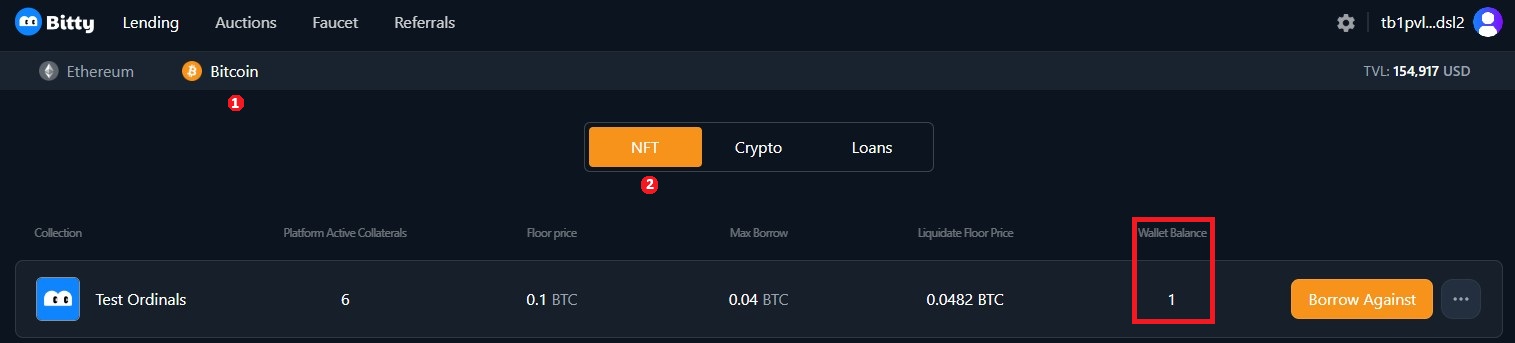 Bitty Lending Auctions Faucet Referrals tb1pvl...dsl2
Ethereum Bitcoin TVL: 154,917 USD
1
NFT Crypto Loans
2
Collection Platform Active Collaterals Floor price Max Borrow Liquidate Floor Price Wallet Balance
Test Ordinals 6 0.1 BTC 0.04 BTC 0.0482 BTC 1 Borrow Against ...